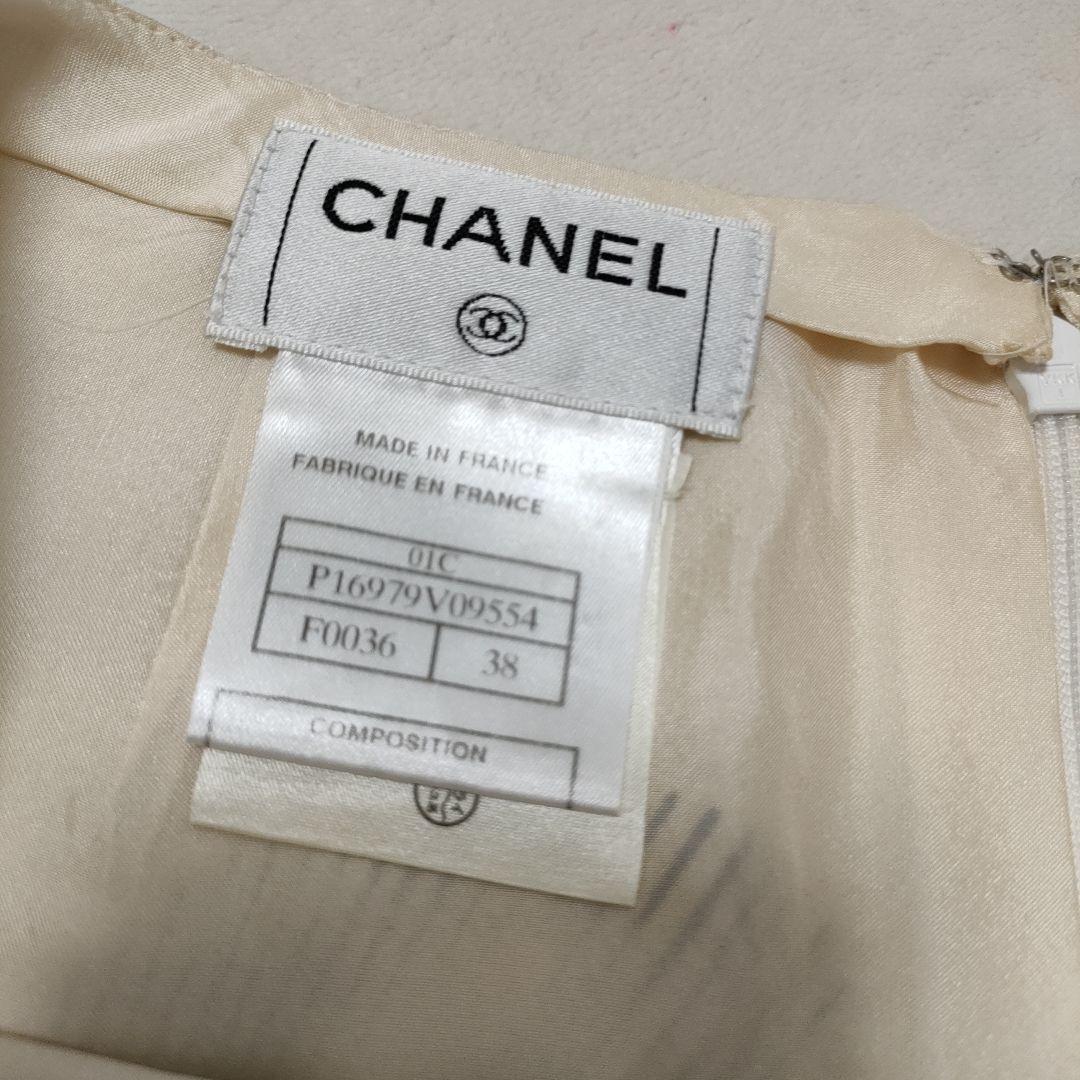 CHANEL
MADE IN FRANCE
FABRIQUE EN FRANCE
01C
P16979V09554
F0036 38
COMPOSITION